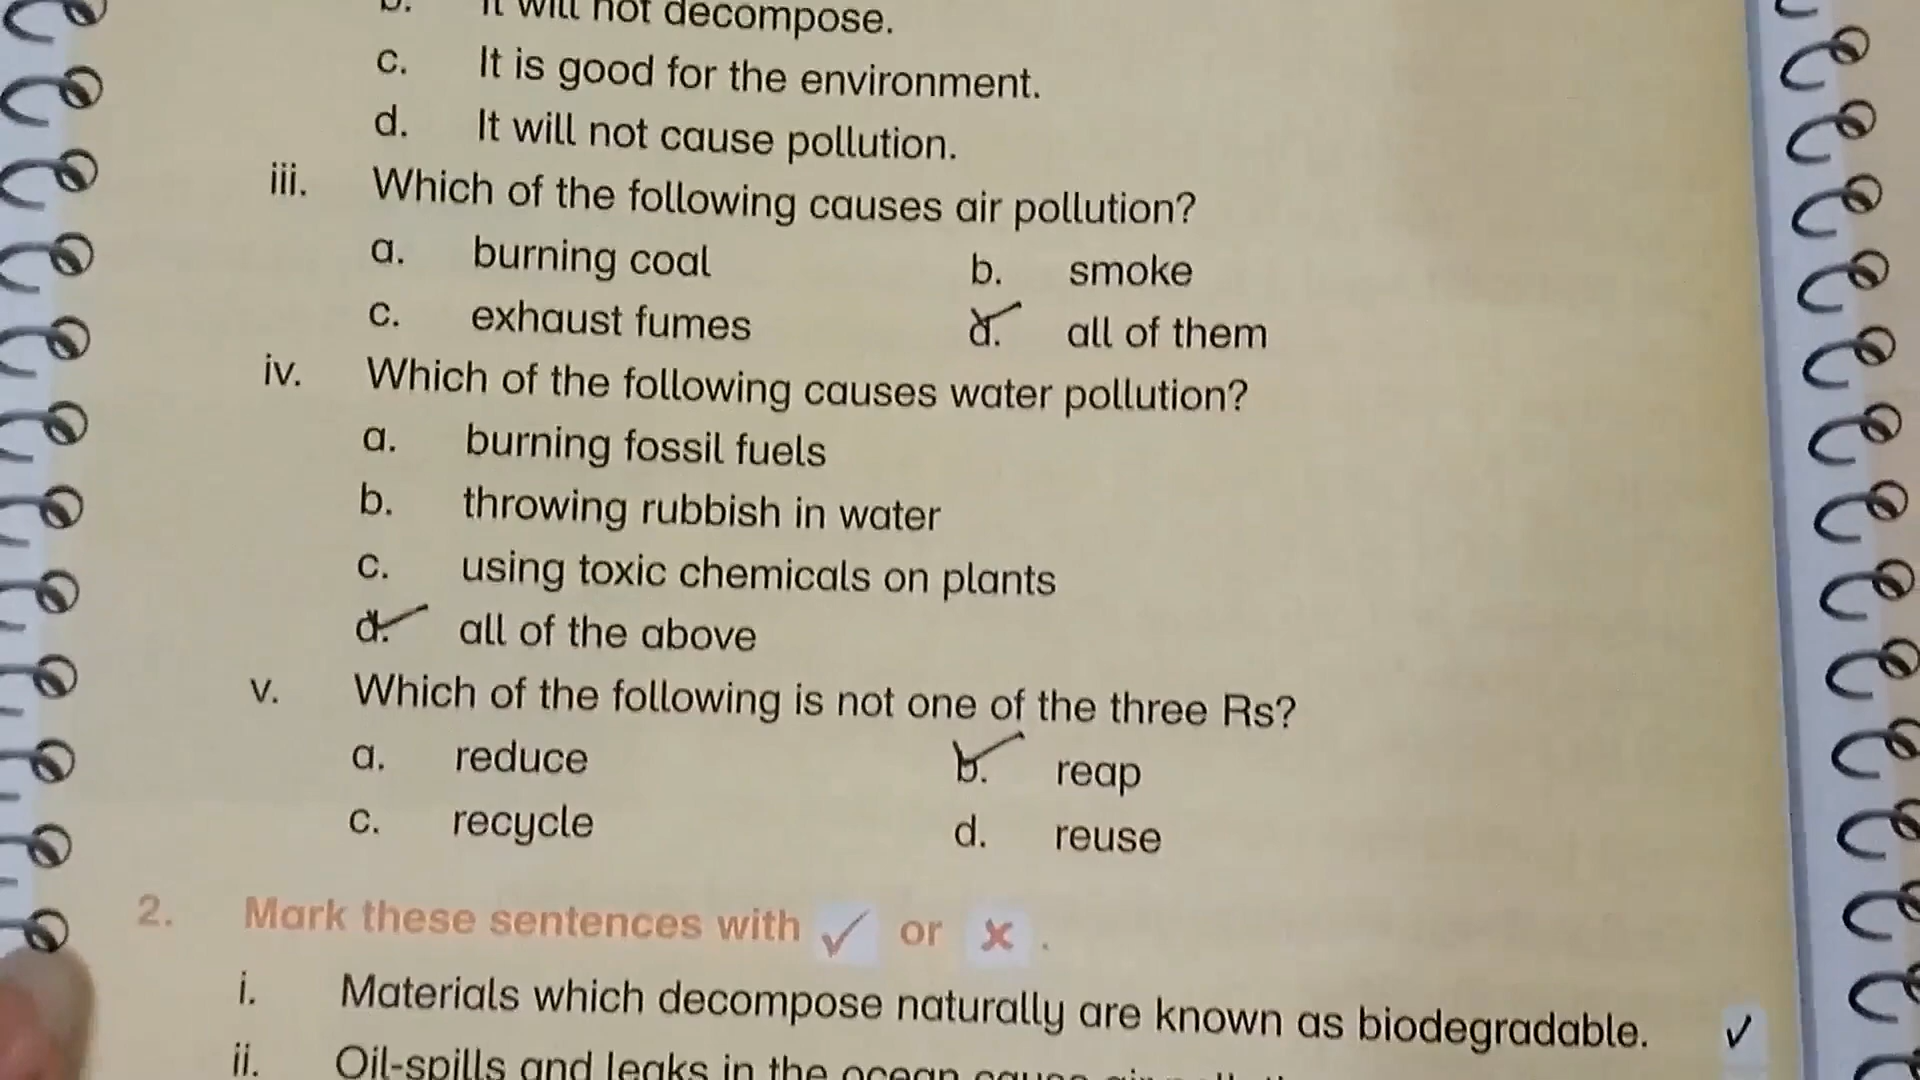 b. It will not decompose.
c. It is good for the environment.
d. It will not cause pollution.
iii. Which of the following causes air pollution?
a. burning coal b. smoke
c. exhaust fumes d. all of them
iv. Which of the following causes water pollution?
a. burning fossil fuels
b. throwing rubbish in water
c. using toxic chemicals on plants
d. all of the above
v. Which of the following is not one of the three Rs?
a. reduce b. reap
c. recycle d. reuse
2. Mark these sentences with ✓ or ✗ .
i. Materials which decompose naturally are known as biodegradable. ✓
ii. Oil-spills and leaks in the ocean cause air